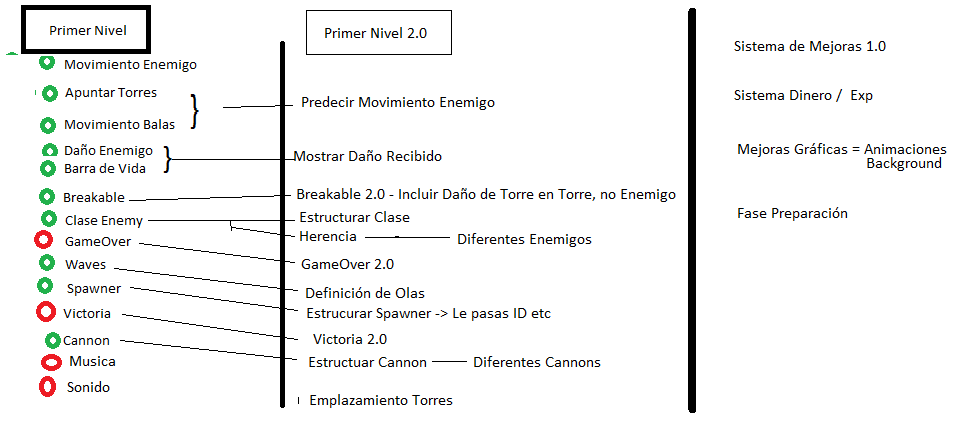 Primer Nivel
Movimiento Enemigo
Apuntar Torres
Movimiento Balas
Daño Enemigo
Barra de Vida
Breakable
Clase Enemy
GameOver
Waves
Spawner
Victoria
Cannon
Musica
Sonido
Primer Nivel 2.0
Predecir Movimiento Enemigo
Mostrar Daño Recibido
Breakable 2.0 - Incluir Daño de Torre en Torre, no Enemigo
Estructurar Clase
Herencia
Diferentes Enemigos
GameOver 2.0
Definición de Olas
Estrucurar Spawner -> Le pasas ID etc
Victoria 2.0
Estructuar Cannon
Diferentes Cannons
Emplazamiento Torres
Sistema de Mejoras 1.0
Sistema Dinero / Exp
Mejoras Gráficas = Animaciones
Background
Fase Preparación